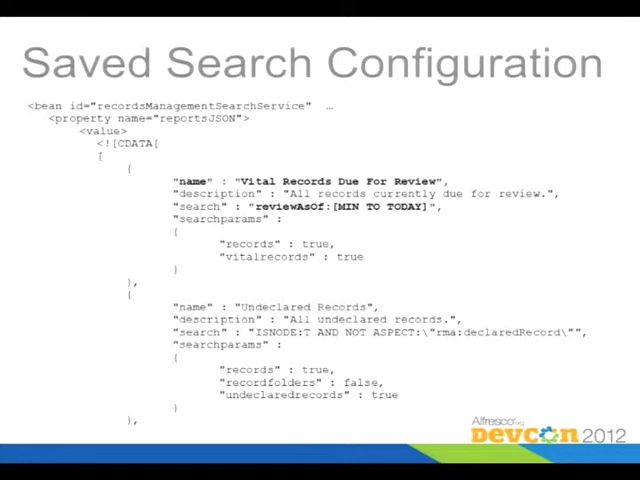 Saved Search Configuration
<bean id="recordsManagementSearchService" …
<property name="reportsJSON">
<value>
<![CDATA[
[
{
"name" : "Vital Records Due For Review",
"description" : "All records currently due for review.",
"search" : "reviewAsOf:[MIN TO TODAY]",
"searchparams" :
{
"records" : true,
"vitalrecords" : true
}
},
{
"name" : "Undeclared Records",
"description" : "All undeclared records.",
"search" : "ISNODE:T AND NOT ASPECT:\"rma:declaredRecord\"",
"searchparams" :
{
"records" : true,
"recordfolders" : false,
"undeclaredrecords" : true
}
},
Alfresco.org
DEVCON 2012